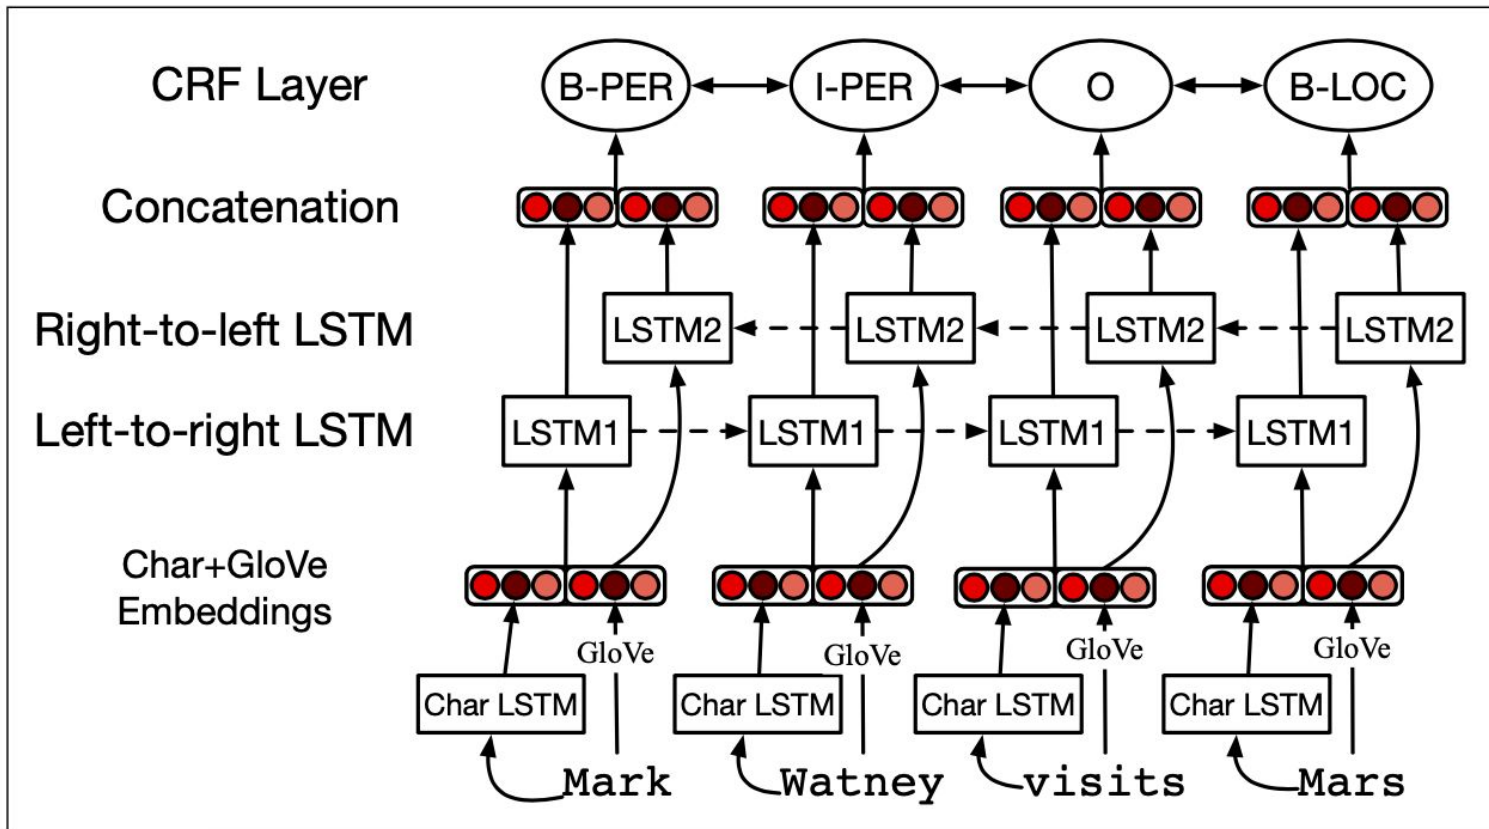 CRF Layer B-PER I-PER O B-LOC
Concatenation
Right-to-left LSTM LSTM2 LSTM2 LSTM2 LSTM2
Left-to-right LSTM LSTM1 LSTM1 LSTM1 LSTM1
Char+GloVe
Embeddings
GloVe GloVe GloVe GloVe
Char LSTM Char LSTM Char LSTM Char LSTM
Mark Watney visits Mars